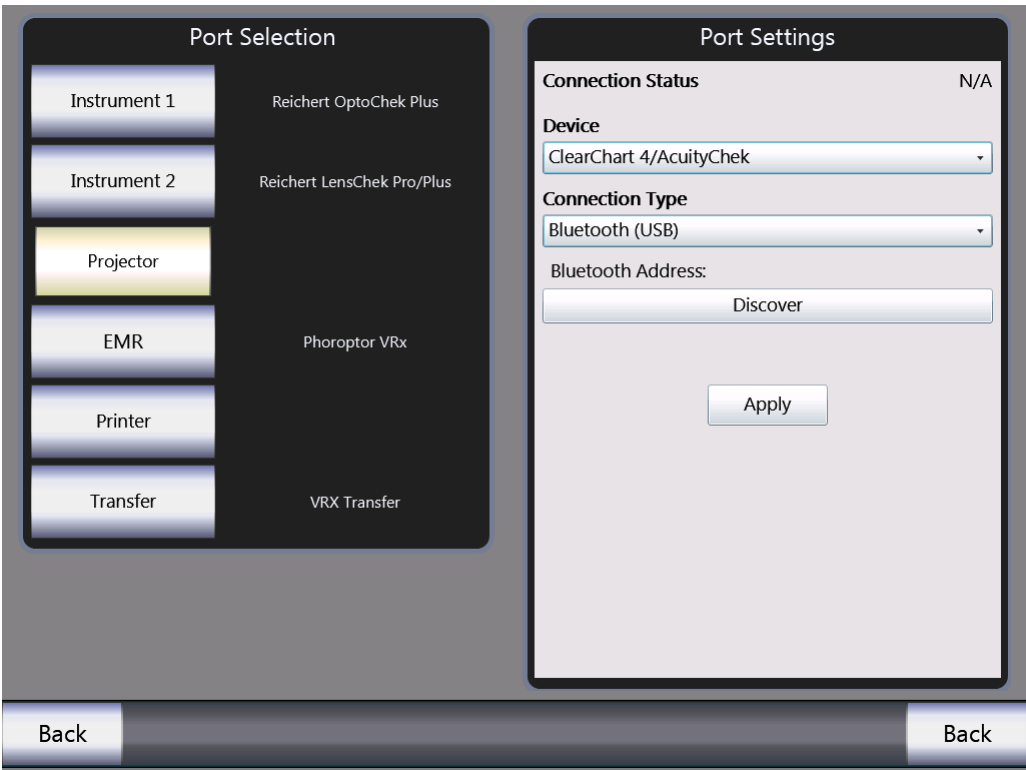 Port Selection
Instrument 1
Reichert OptoChek Plus
Instrument 2
Reichert LensChek Pro/Plus
Projector
EMR
Phoroptor VRx
Printer
Transfer
VRX Transfer
Port Settings
Connection Status
N/A
Device
ClearChart 4/AcuityChek
Connection Type
Bluetooth (USB)
Bluetooth Address:
Discover
Apply
Back
Back